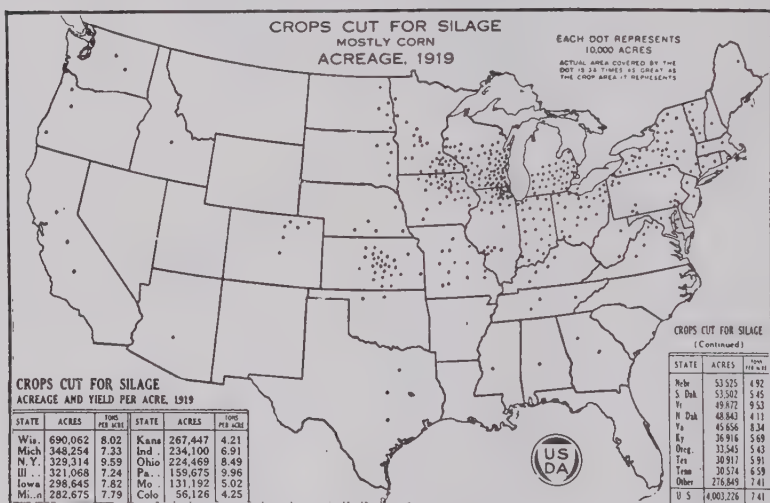 CROPS CUT FOR SILAGE
MOSTLY CORN
ACREAGE, 1919
EACH DOT REPRESENTS
10,000 ACRES
ACTUAL AREA COVERED BY THE
DOT IS 38 TIMES AS GREAT AS
THE CROP AREA IT REPRESENTS
CROPS CUT FOR SILAGE
ACREAGE AND YIELD PER ACRE, 1919
STATE ACRES TONS PER ACRE STATE ACRES TONS PER ACRE
Wis. 690,062 8.02 Kans 267,447 4.21
Mich 348,254 7.33 Ind. 234,100 6.91
N.Y. 329,314 9.59 Ohio 224,469 8.49
Ill .. 321,068 7.24 Pa.. 159,675 9.96
Iowa 298,645 7.82 Mo. 131,192 5.02
Minn 282,675 7.79 Colo 56,126 4.25
US
DA
CROPS CUT FOR SILAGE
(Continued)
STATE ACRES TONS PER ACRE
Nebr 53 525 4 92
S. Dak 53,502 5 45
Vt 49,872 9 53
N Dak 48,843 4 11
Va 45 656 8 34
Ky 36 916 5 69
Oreg. 33,545 5 43
Tex 30 917 5 91
Tenn 30 574 6 59
Other 276,849 7 41
U S 4,003,226 7 41